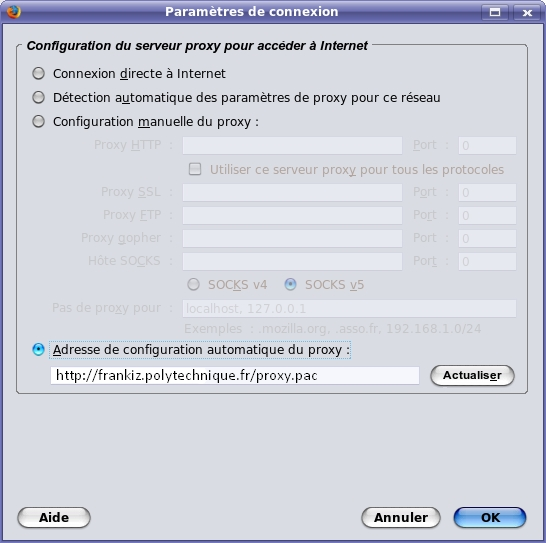 Paramètres de connexion
Configuration du serveur proxy pour accéder à Internet
Connexion directe à Internet
Détection automatique des paramètres de proxy pour ce réseau
Configuration manuelle du proxy :
Proxy HTTP : Port : 0
Utiliser ce serveur proxy pour tous les protocoles
Proxy SSL : Port : 0
Proxy FTP : Port : 0
Proxy gopher : Port : 0
Hôte SOCKS : Port : 0
SOCKS v4 SOCKS v5
Pas de proxy pour : localhost, 127.0.0.1
Exemples : .mozilla.org, .asso.fr, 192.168.1.0/24
Adresse de configuration automatique du proxy :
http://frankiz.polytechnique.fr/proxy.pac Actualiser
Aide Annuler OK